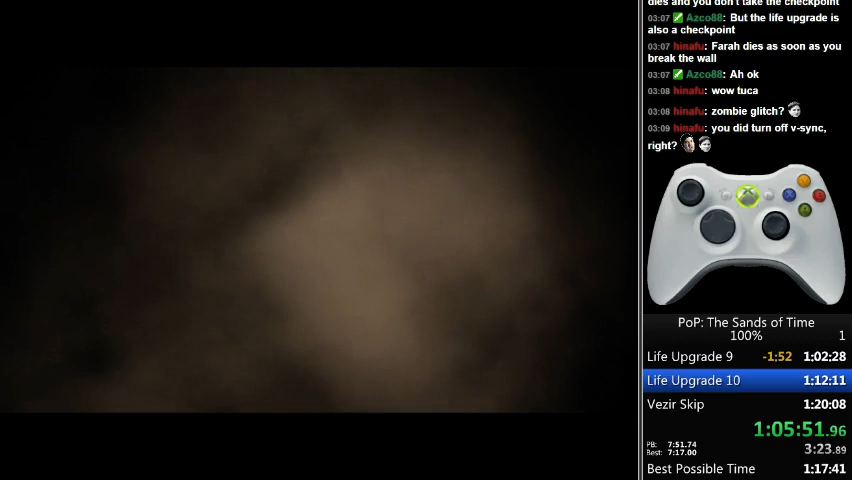 dies and you don't take the checkpoint
03:07 Azco88: But the life upgrade is
also a checkpoint
03:07 hinafu: Farah dies as soon as you
break the wall
03:07 Azco88: Ah ok
03:08 hinafu: wow tuca
03:08 hinafu: zombie glitch?
03:09 hinafu: you did turn off v-sync,
right?
PoP: The Sands of Time
100% 1
Life Upgrade 9 -1:52 1:02:28
Life Upgrade 10 1:12:11
Vezir Skip 1:20:08
1:05:51.96
PB: 7:51.74
Best: 7:17.00 3:23.89
Best Possible Time 1:17:41